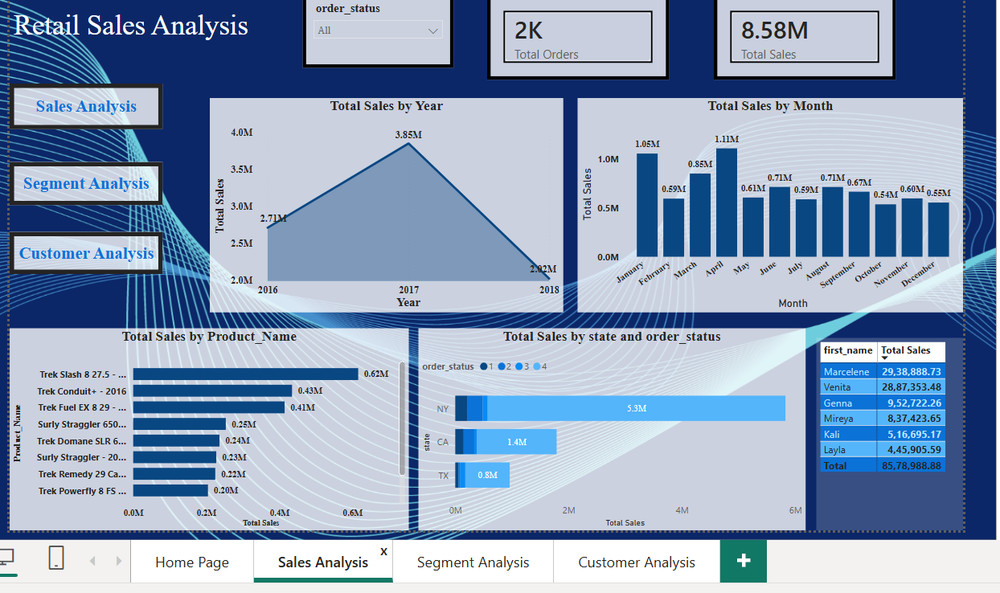 Retail Sales Analysis
order_status
All
2K
Total Orders
8.58M
Total Sales
Sales Analysis
Segment Analysis
Customer Analysis
Total Sales by Year
Total Sales
4.0M
3.5M
3.0M
2.5M
2.0M
2.71M
3.85M
2.02M
2016 2017 2018
Year
Total Sales by Month
Total Sales
1.0M
0.5M
0.0M
1.05M 0.59M 0.85M 1.11M 0.61M 0.71M 0.59M 0.71M 0.67M 0.54M 0.60M 0.55M
January February March April May June July August September October November December
Month
Total Sales by Product_Name
Product_Name
Trek Slash 8 27.5 - ... 0.62M
Trek Conduit+ - 2016 0.43M
Trek Fuel EX 8 29 - ... 0.41M
Surly Straggler 650... 0.25M
Trek Domane SLR 6... 0.24M
Surly Straggler - 20... 0.23M
Trek Remedy 29 Ca... 0.22M
Trek Powerfly 8 FS ... 0.20M
0.0M 0.2M 0.4M 0.6M
Total Sales
Total Sales by state and order_status
order_status 1 2 3 4
state
NY 5.3M
CA 1.4M
TX 0.8M
0M 2M 4M 6M
Total Sales
first_name Total Sales
Marcelene 29,38,888.73
Venita 28,87,353.48
Genna 9,52,722.26
Mireya 8,37,423.65
Kali 5,16,695.17
Layla 4,45,905.59
Total 85,78,988.88
Home Page
Sales Analysis X
Segment Analysis
Customer Analysis
+